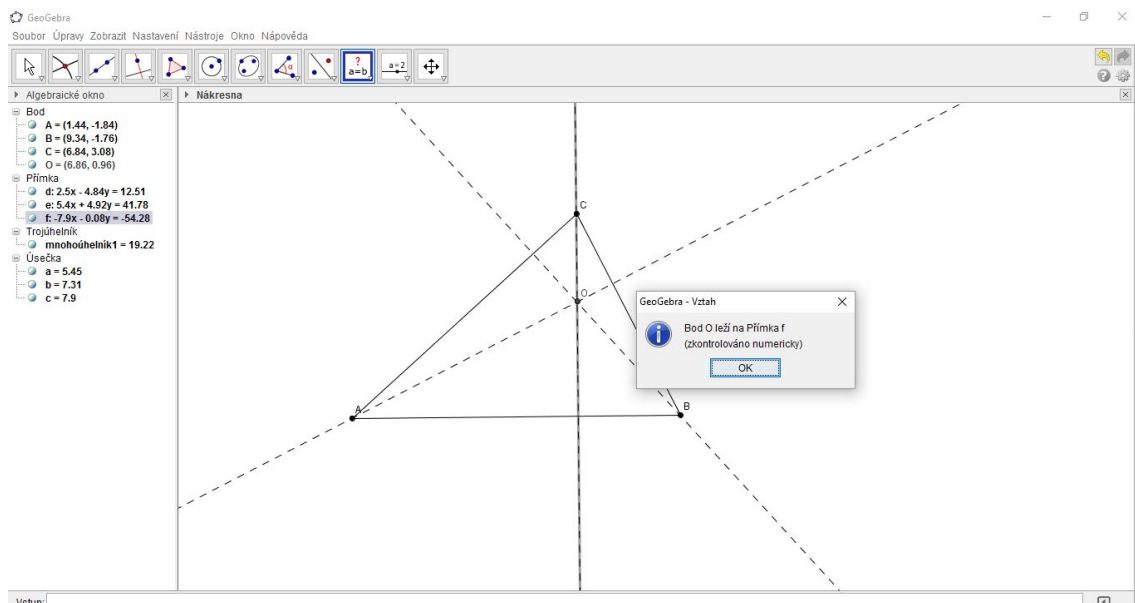 GeoGebra
Soubor Úpravy Zobrazit Nastavení Nástroje Okno Nápověda
?
a=b
a=2
α
Algebraické okno
Nákresna
Bod
A = (1.44, -1.84)
B = (9.34, -1.76)
C = (6.84, 3.08)
O = (6.86, 0.96)
Přímka
d: 2.5x - 4.84y = 12.51
e: 5.4x + 4.92y = 41.78
f: -7.9x - 0.08y = -54.28
Trojúhelník
mnohoúhelník1 = 19.22
Úsečka
a = 5.45
b = 7.31
c = 7.9
C
O
A
B
GeoGebra - Vztah
Bod O leží na Přímka f
(zkontrolováno numericky)
OK
Vstup: